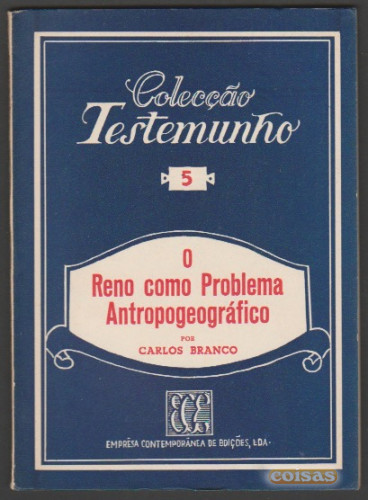 Colecção
Testemunho
5
O
Reno como Problema
Antropogeográfico
POR
CARLOS BRANCO
ECE
EMPRÊSA CONTEMPORÂNEA DE EDIÇÕES, LDA.
coisas